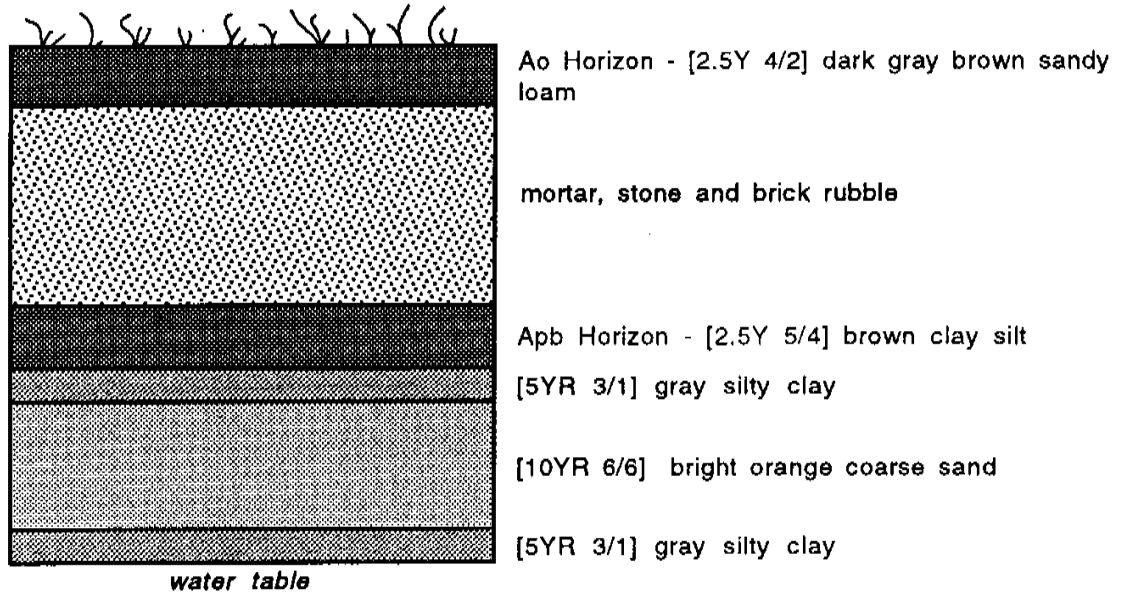 Ao Horizon - [2.5Y 4/2] dark gray brown sandy
loam
mortar, stone and brick rubble
Apb Horizon - [2.5Y 5/4] brown clay silt
[5YR 3/1] gray silty clay
[10YR 6/6] bright orange coarse sand
[5YR 3/1] gray silty clay
water table